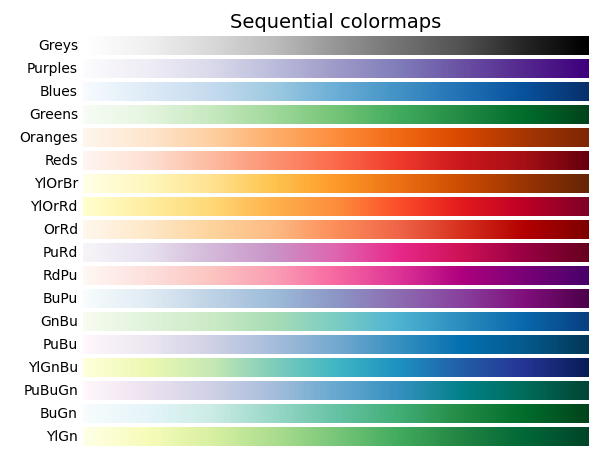 Sequential colormaps
Greys
Purples
Blues
Greens
Oranges
Reds
YlOrBr
YlOrRd
OrRd
PuRd
RdPu
BuPu
GnBu
PuBu
YlGnBu
PuBuGn
BuGn
YlGn